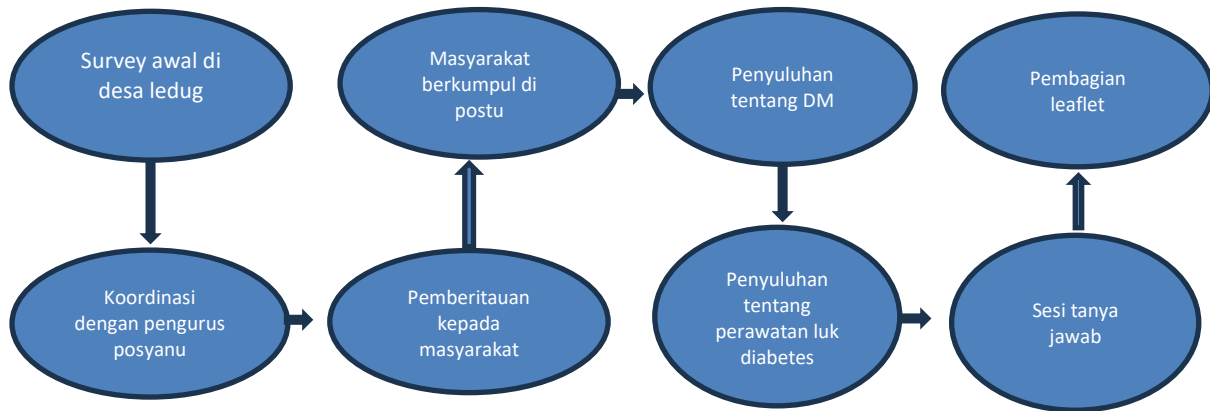 Survey awal di
desa ledug
Koordinasi
dengan pengurus
posyanu
Pemberitauan
kepada
masyarakat
Masyarakat
berkumpul di
postu
Penyuluhan
tentang DM
Penyuluhan
tentang
perawatan luk
diabetes
Sesi tanya
jawab
Pembagian
leaflet